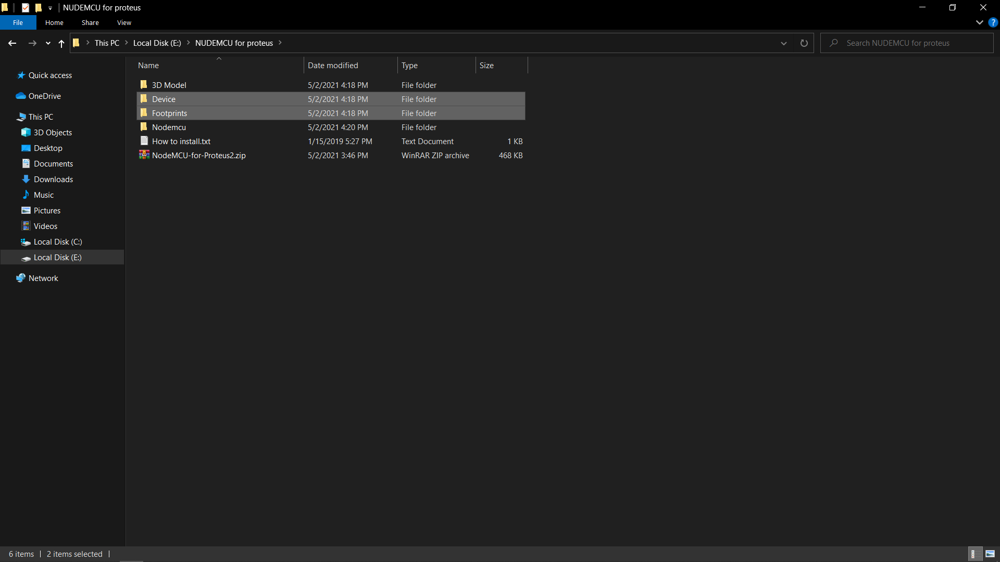 NUDEMCU for proteus
File Home Share View
This PC Local Disk (E:) NUDEMCU for proteus
Search NUDEMCU for proteus
Quick access
OneDrive
This PC
3D Objects
Desktop
Documents
Downloads
Music
Pictures
Videos
Local Disk (C:)
Local Disk (E:)
Network
Name Date modified Type Size
3D Model 5/2/2021 4:18 PM File folder
Device 5/2/2021 4:18 PM File folder
Footprints 5/2/2021 4:18 PM File folder
Nodemcu 5/2/2021 4:20 PM File folder
How to install.txt 1/15/2019 5:27 PM Text Document 1 KB
NodeMCU-for-Proteus2.zip 5/2/2021 3:46 PM WinRAR ZIP archive 468 KB
6 items 2 items selected